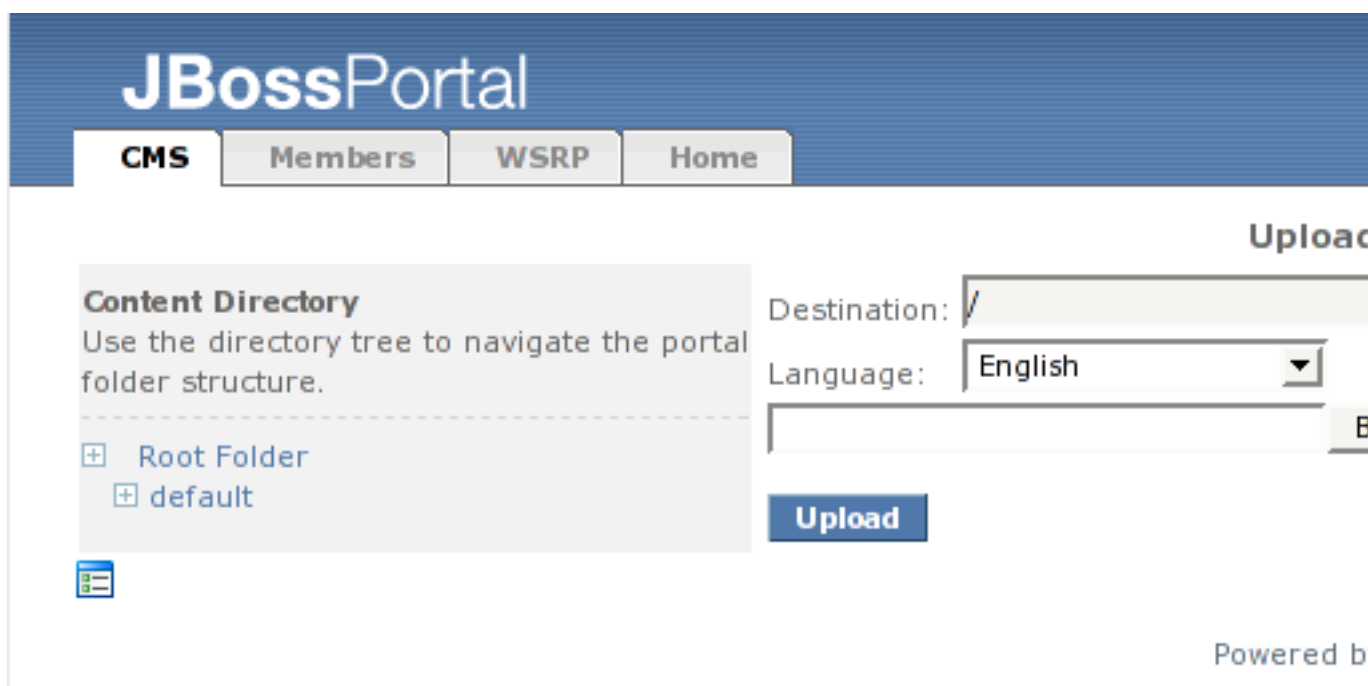 JBossPortal
CMS Members WSRP Home
Content Directory
Use the directory tree to navigate the portal
folder structure.
Root Folder
default
Destination: /
Language: English
Upload
Powered